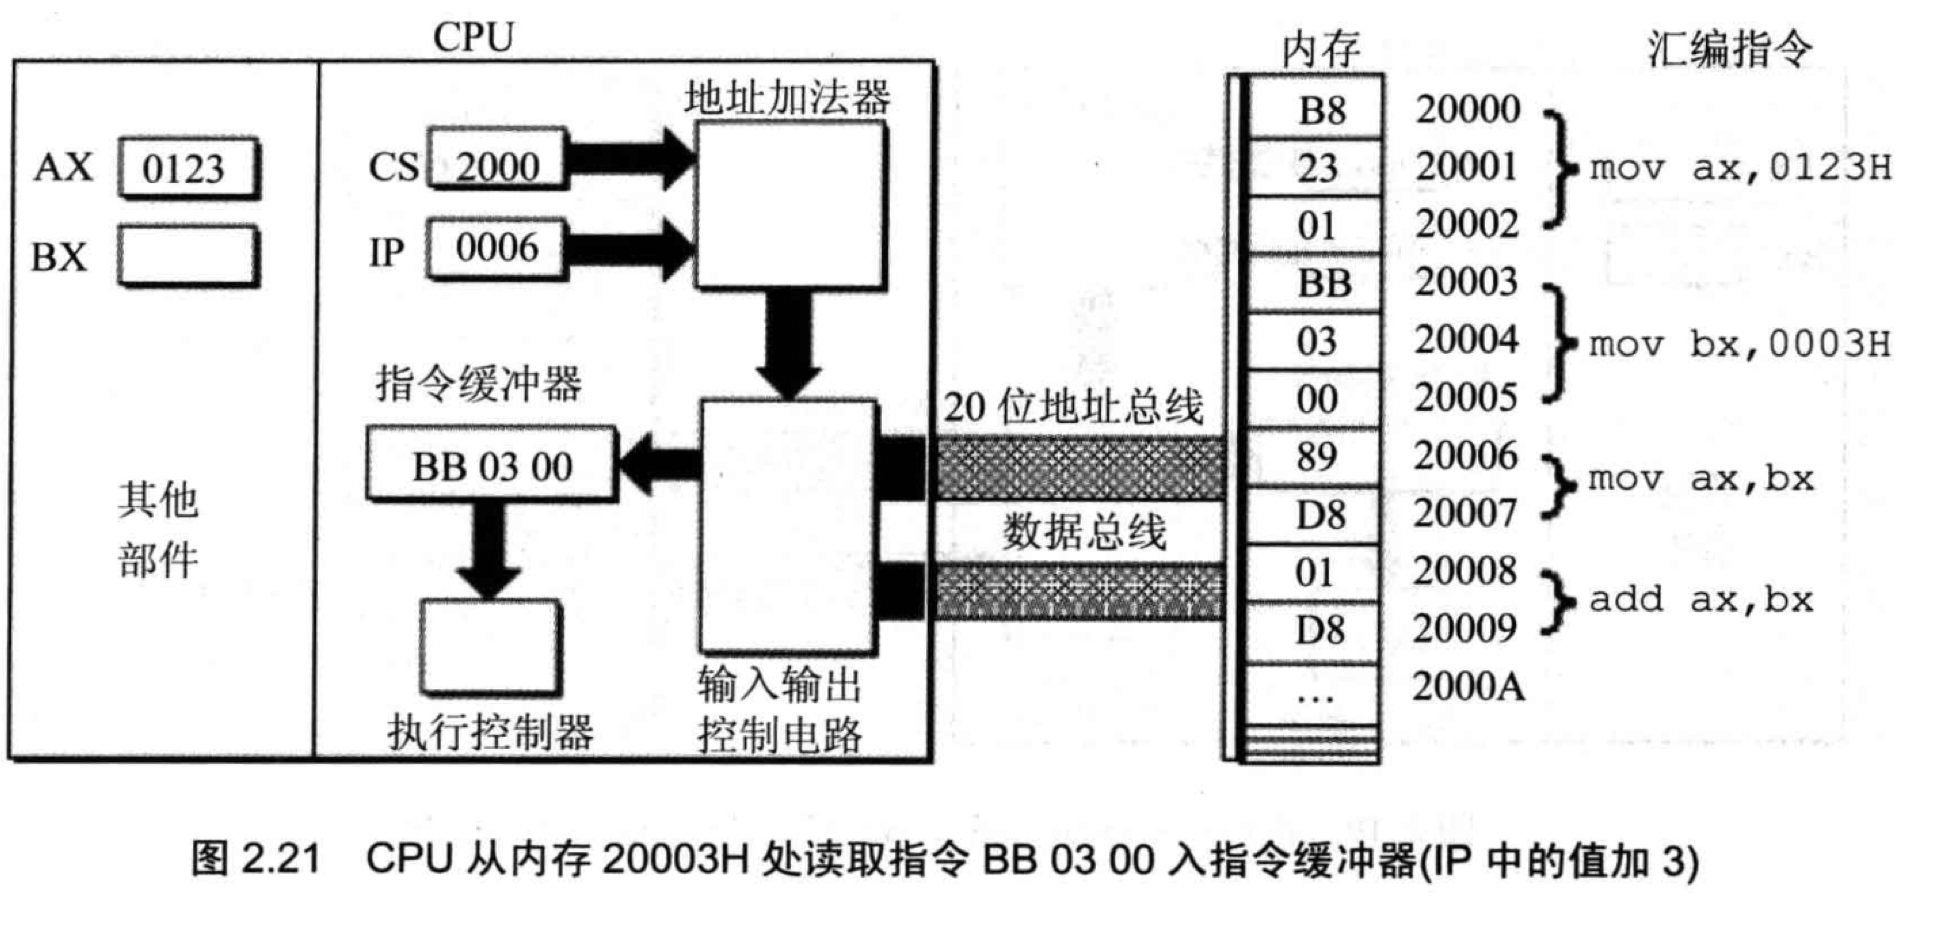 CPU
内存
汇编指令
地址加法器
AX 0123
CS 2000
BX
IP 0006
指令缓冲器
BB 03 00
其他
部件
执行控制器
输入输出
控制电路
20 位地址总线
数据总线
B8 20000
23 20001 mov ax,0123H
01 20002
BB 20003
03 20004 mov bx,0003H
00 20005
89 20006
mov ax,bx
D8 20007
01 20008
add ax,bx
D8 20009
... 2000A
图 2.21 CPU 从内存 20003H 处读取指令 BB 03 00 入指令缓冲器(IP 中的值加 3)